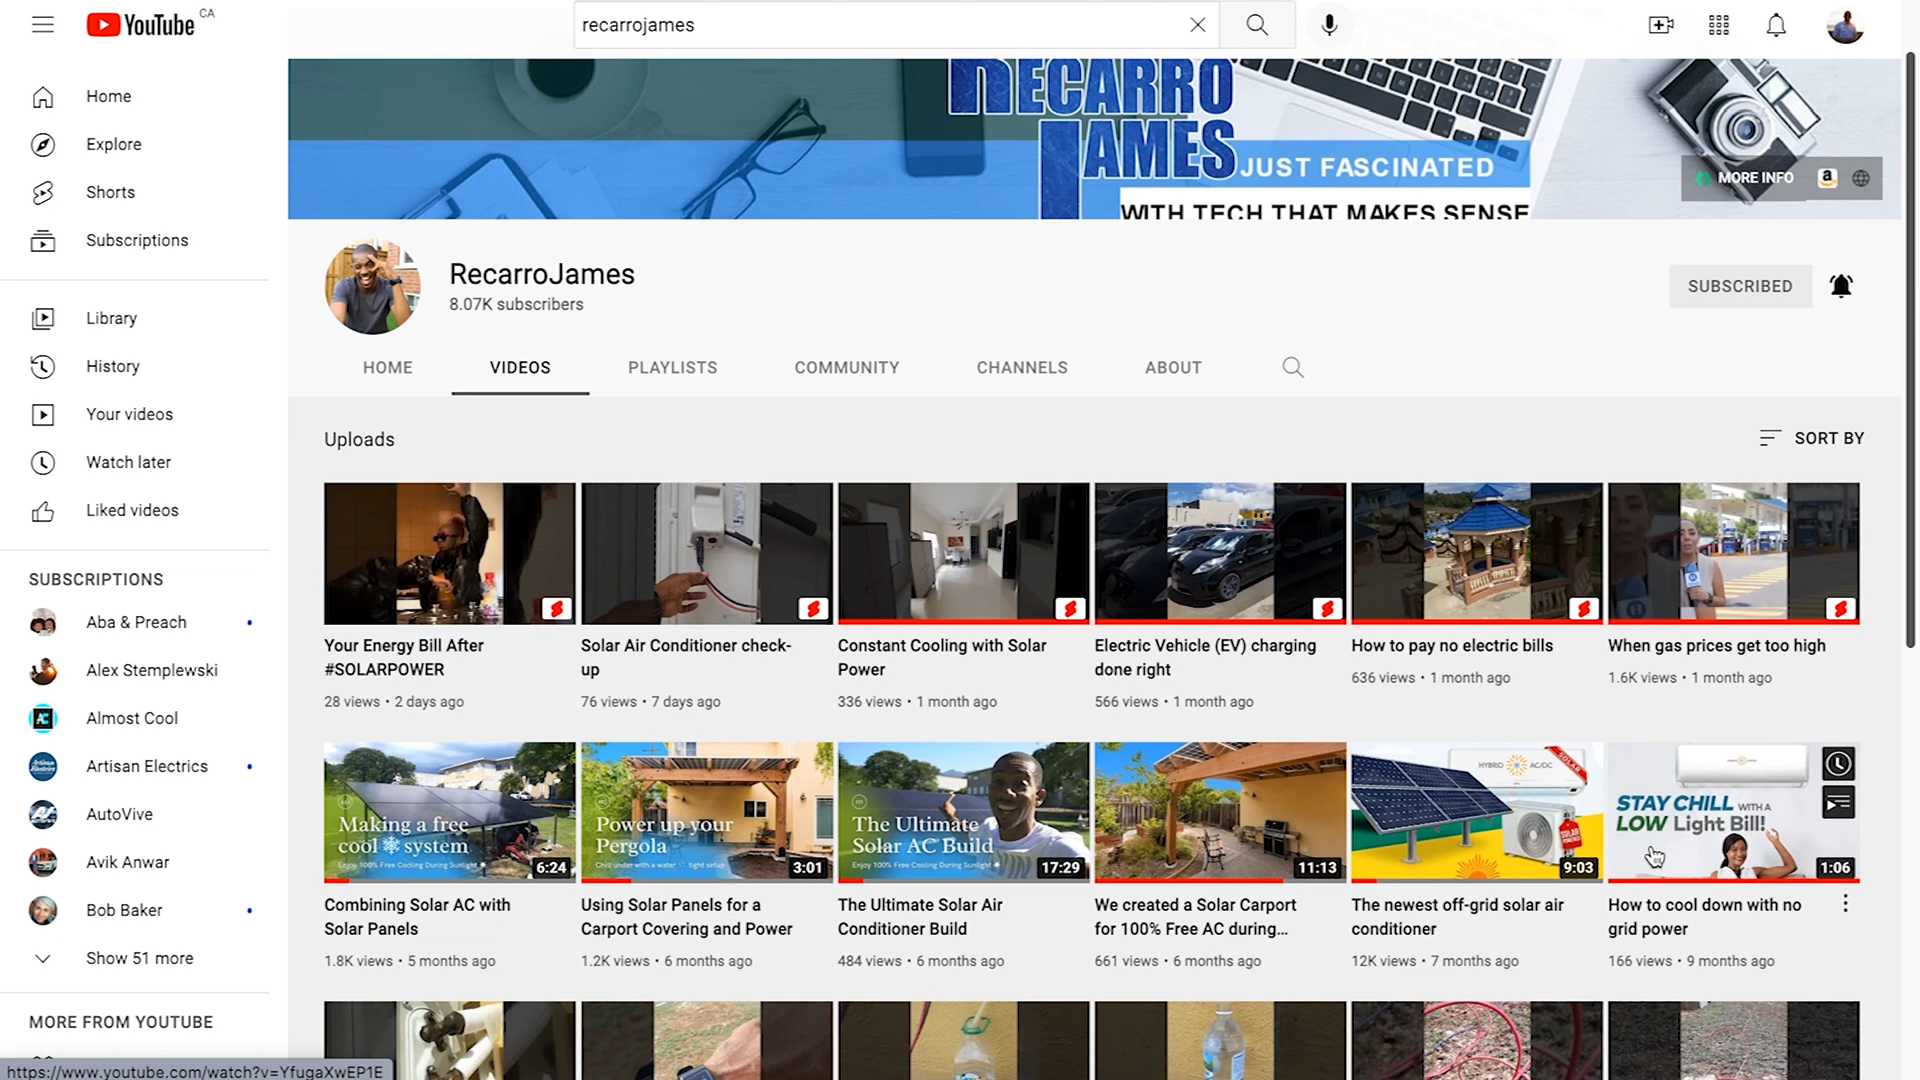 YouTube CA
recarrojames
Home
Explore
Shorts
Subscriptions
Library
History
Your videos
Watch later
Liked videos
SUBSCRIPTIONS
Aba & Preach
Alex Stemplewski
Almost Cool
Artisan Electrics
AutoVive
Avik Anwar
Bob Baker
Show 51 more
MORE FROM YOUTUBE
https://www.youtube.com/watch?v=YfugaXwEP1E
RECARRO
JAMES
JUST FASCINATED
WITH TECH THAT MAKES SENSE
MORE INFO
RecarroJames
8.07K subscribers
SUBSCRIBED
HOME
VIDEOS
PLAYLISTS
COMMUNITY
CHANNELS
ABOUT
Uploads
SORT BY
Your Energy Bill After
#SOLARPOWER
28 views • 2 days ago
Solar Air Conditioner check-
up
76 views • 7 days ago
Constant Cooling with Solar
Power
336 views • 1 month ago
Electric Vehicle (EV) charging
done right
566 views • 1 month ago
How to pay no electric bills
636 views • 1 month ago
When gas prices get too high
1.6K views • 1 month ago
Making a free
cool system
Enjoy 100% Free Cooling During Sunlight
6:24
Combining Solar AC with
Solar Panels
1.8K views • 5 months ago
Power up your
Pergola
Chill under with a water tight setup
3:01
Using Solar Panels for a
Carport Covering and Power
1.2K views • 6 months ago
The Ultimate
Solar AC Build
Enjoy 100% Free Cooling During Sunlight
17:29
The Ultimate Solar Air
Conditioner Build
484 views • 6 months ago
11:13
We created a Solar Carport
for 100% Free AC during...
661 views • 6 months ago
HYBRID AC/DC
SOLAR
SOLAR
POWERED
9:03
The newest off-grid solar air
conditioner
12K views • 7 months ago
STAY CHILL WITH A
LOW Light Bill!
1:06
How to cool down with no
grid power
166 views • 9 months ago